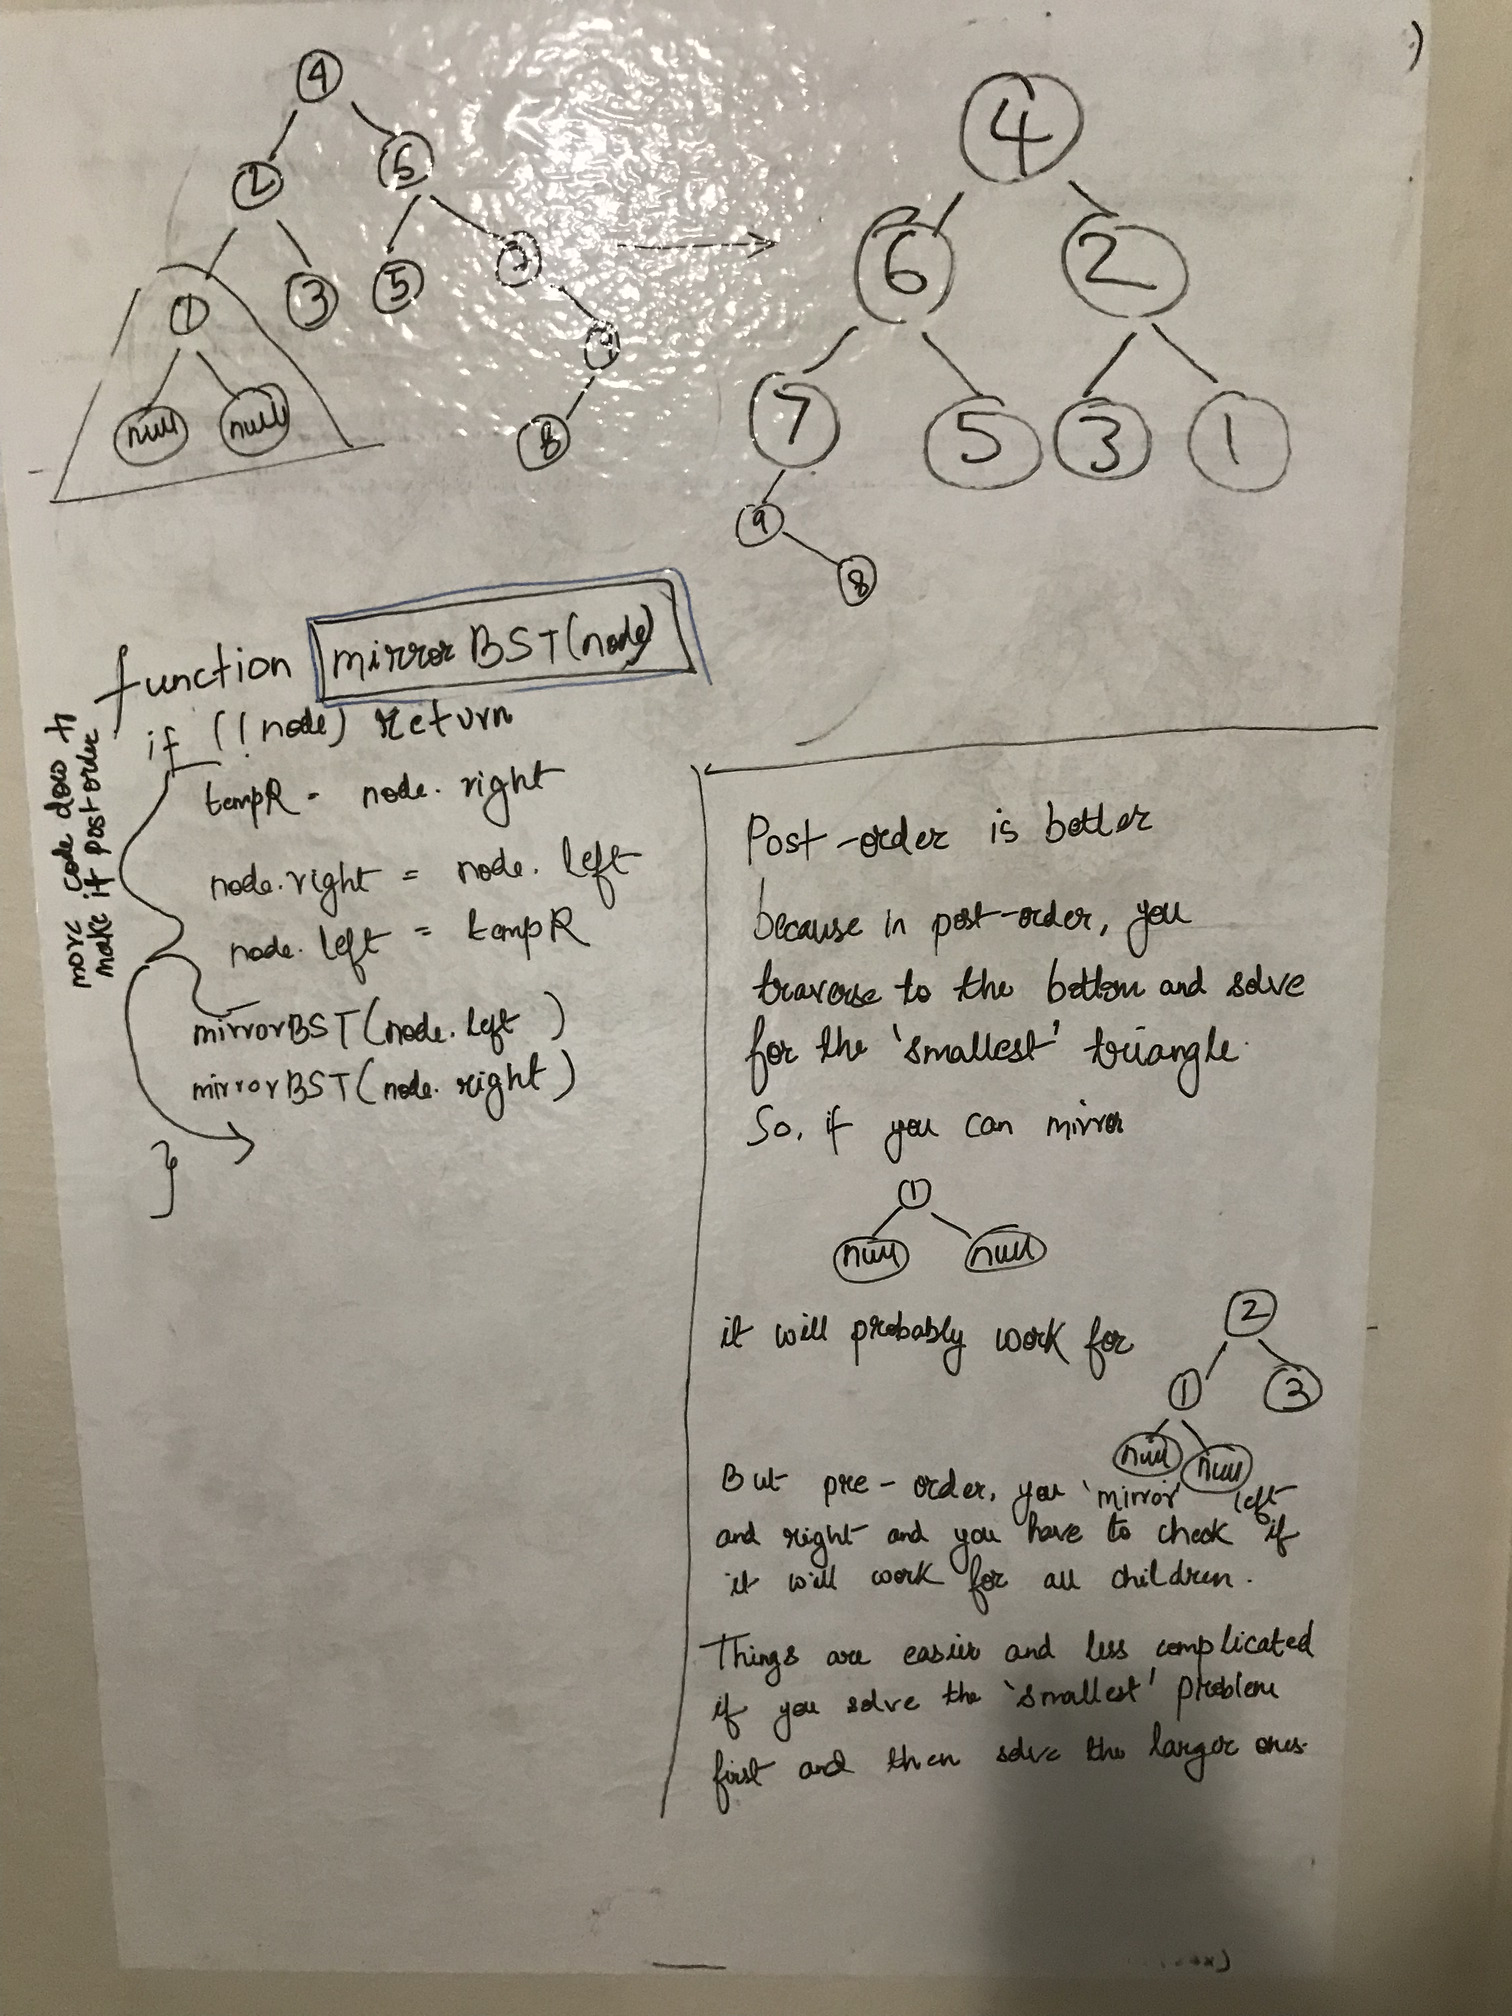 4
2 6
1 3 5 7
null null 9
8
4
6 2
7 5 3 1
9
8
function mirrorBST(node)
if (!node) return
tempR = node.right
node.right = node.left
node.left = tempR
mirrorBST(node.left)
mirrorBST(node.right)
}
move code down to
make it post order
Post-order is better
because in post-order, you
traverse to the bottom and solve
for the 'smallest' triangle.
So, if you can mirror
1
null null
it will probably work for
2
1 3
null null
But pre-order, you 'mirror' left
and right and you have to check if
it will work for all children.
Things are easier and less complicated
if you solve the 'smallest' problem
first and then solve the larger ones.